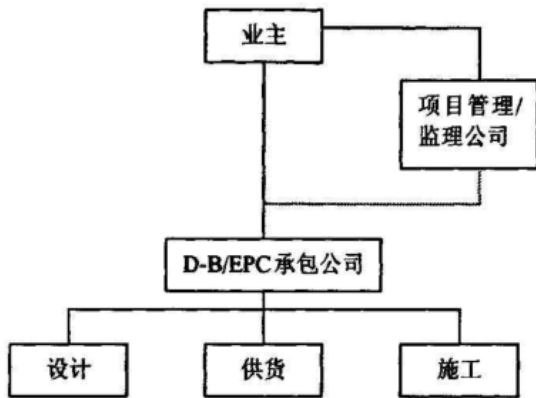 业主
项目管理/
监理公司
D-B/EPC承包公司
设计
供货
施工